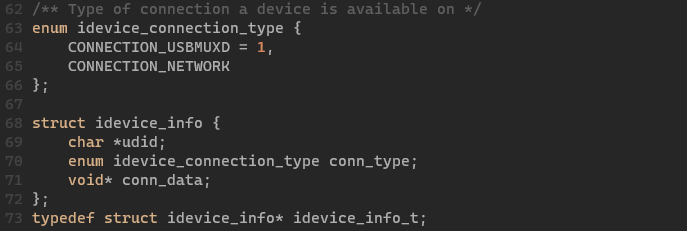 62 /** Type of connection a device is available on */
63 enum idevice_connection_type {
64     CONNECTION_USBMUXD = 1,
65     CONNECTION_NETWORK
66 };
67
68 struct idevice_info {
69     char *udid;
70     enum idevice_connection_type conn_type;
71     void* conn_data;
72 };
73 typedef struct idevice_info* idevice_info_t;